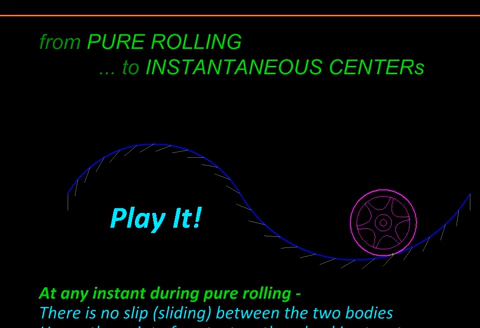 from PURE ROLLING
... to INSTANTANEOUS CENTERs
Play It!
At any instant during pure rolling -
There is no slip (sliding) between the two bodies